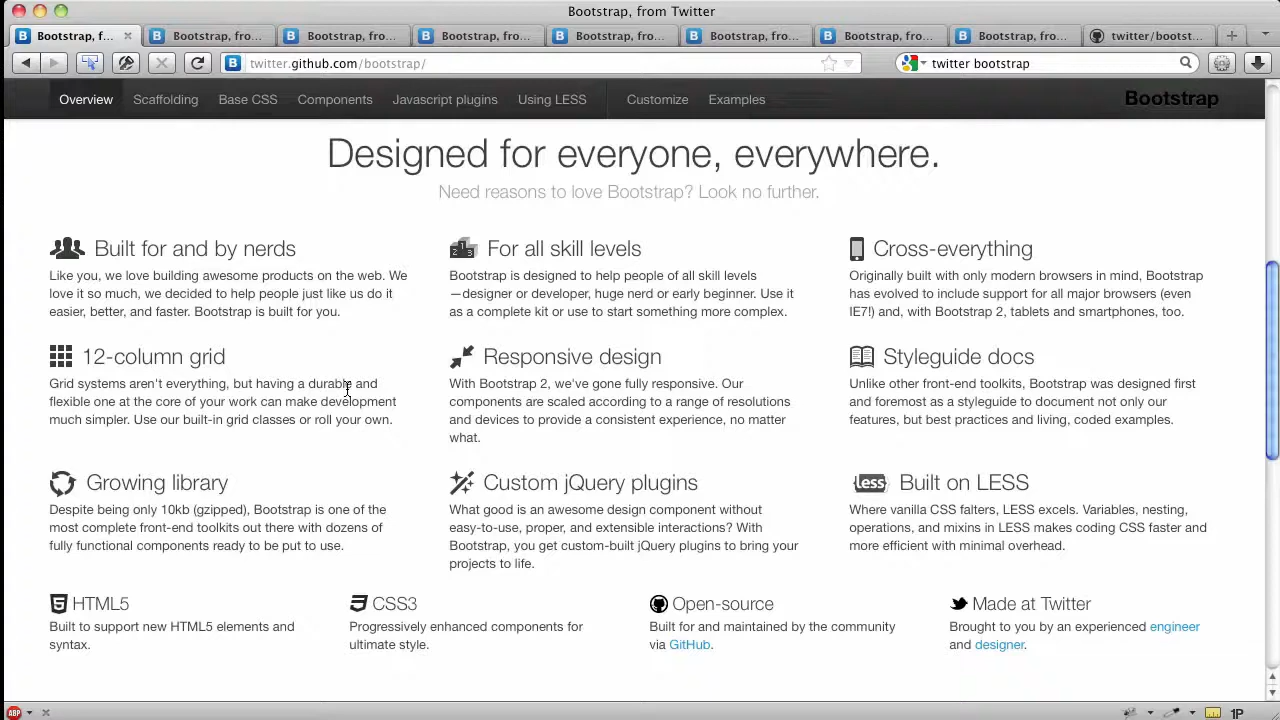 Bootstrap, from Twitter
Bootstrap, f... Bootstrap, fro... Bootstrap, fro... Bootstrap, fro... Bootstrap, fro... Bootstrap, fro... Bootstrap, fro... Bootstrap, fro... twitter/bootst...
twitter.github.com/bootstrap/ twitter bootstrap
Overview Scaffolding Base CSS Components Javascript plugins Using LESS Customize Examples Bootstrap
Designed for everyone, everywhere.
Need reasons to love Bootstrap? Look no further.
Built for and by nerds
Like you, we love building awesome products on the web. We
love it so much, we decided to help people just like us do it
easier, better, and faster. Bootstrap is built for you.
For all skill levels
Bootstrap is designed to help people of all skill levels
—designer or developer, huge nerd or early beginner. Use it
as a complete kit or use to start something more complex.
Cross-everything
Originally built with only modern browsers in mind, Bootstrap
has evolved to include support for all major browsers (even
IE7!) and, with Bootstrap 2, tablets and smartphones, too.
12-column grid
Grid systems aren't everything, but having a durable and
flexible one at the core of your work can make development
much simpler. Use our built-in grid classes or roll your own.
Responsive design
With Bootstrap 2, we've gone fully responsive. Our
components are scaled according to a range of resolutions
and devices to provide a consistent experience, no matter
what.
Styleguide docs
Unlike other front-end toolkits, Bootstrap was designed first
and foremost as a styleguide to document not only our
features, but best practices and living, coded examples.
Growing library
Despite being only 10kb (gzipped), Bootstrap is one of the
most complete front-end toolkits out there with dozens of
fully functional components ready to be put to use.
Custom jQuery plugins
What good is an awesome design component without
easy-to-use, proper, and extensible interactions? With
Bootstrap, you get custom-built jQuery plugins to bring your
projects to life.
less Built on LESS
Where vanilla CSS falters, LESS excels. Variables, nesting,
operations, and mixins in LESS makes coding CSS faster and
more efficient with minimal overhead.
HTML5
Built to support new HTML5 elements and
syntax.
CSS3
Progressively enhanced components for
ultimate style.
Open-source
Built for and maintained by the community
via GitHub.
Made at Twitter
Brought to you by an experienced engineer
and designer.
ABP 1P